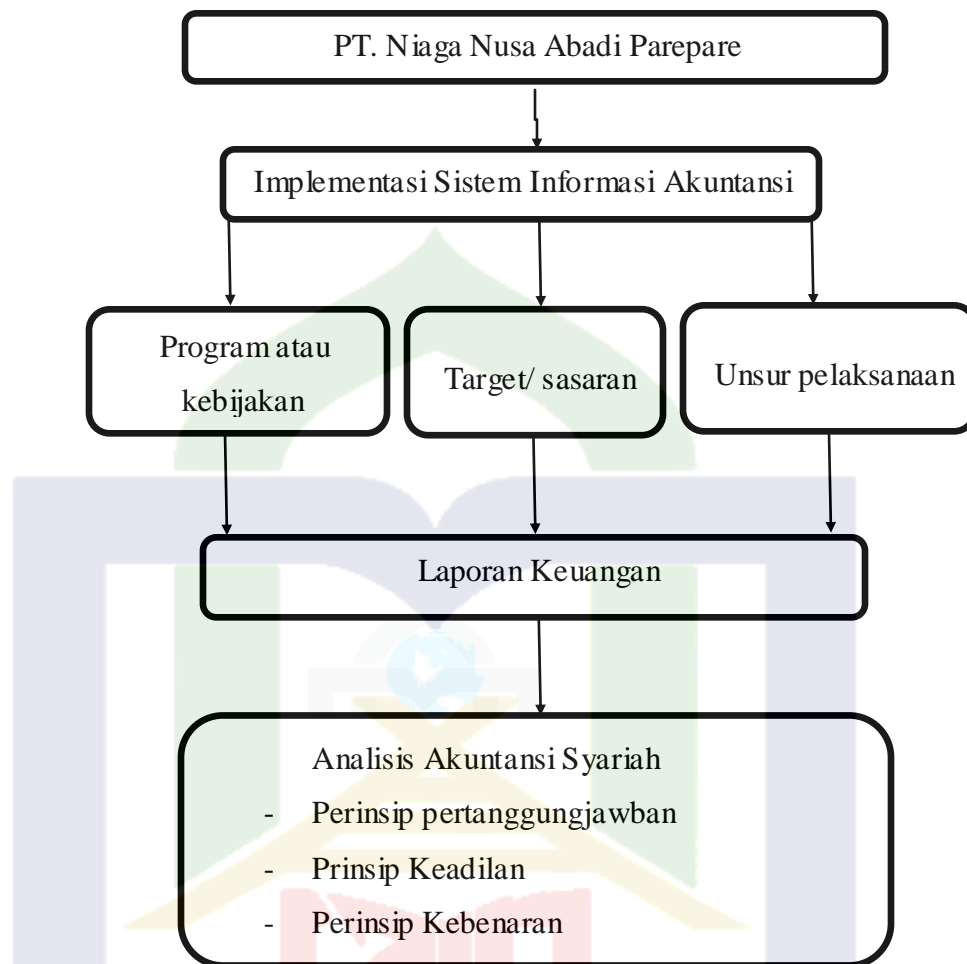 PT. Niaga Nusa Abadi Parepare
Implementasi Sistem Informasi Akuntansi
Program atau
kebijakan
Target/ sasaran
Unsur pelaksanaan
Laporan Keuangan
Analisis Akuntansi Syariah
- Perinsip pertanggungjawban
- Prinsip Keadilan
- Perinsip Kebenaran